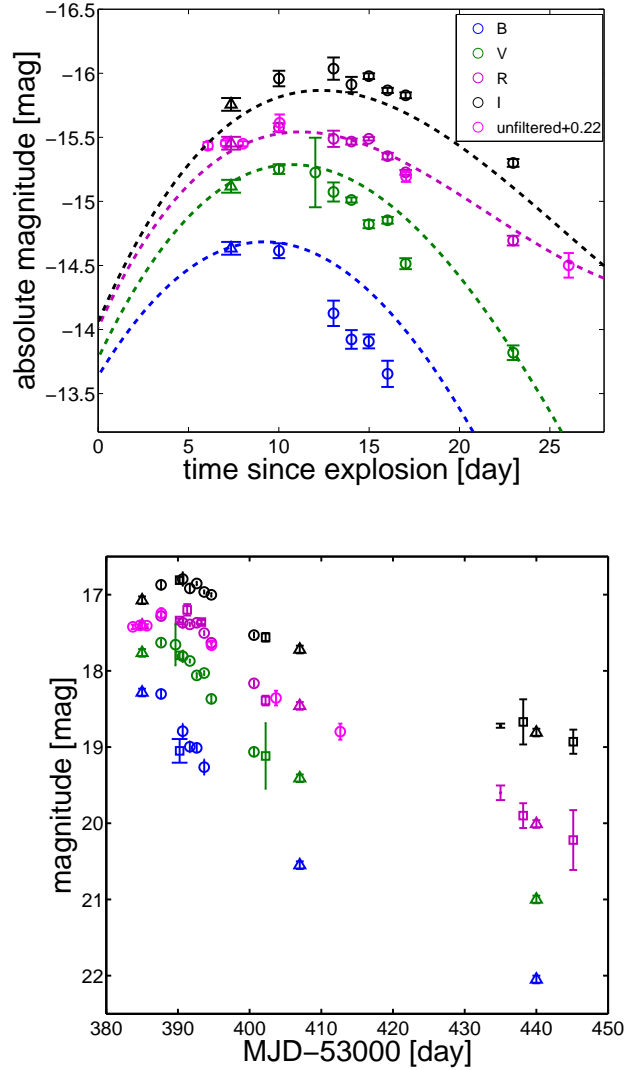 -16.5
-16
-15.5
-15
-14.5
-14
-13.5
absolute magnitude [mag]
B
V
R
I
unfiltered+0.22
0 5 10 15 20 25
time since explosion [day]
17
18
19
20
21
22
magnitude [mag]
380 390 400 410 420 430 440 450
MJD-53000 [day]